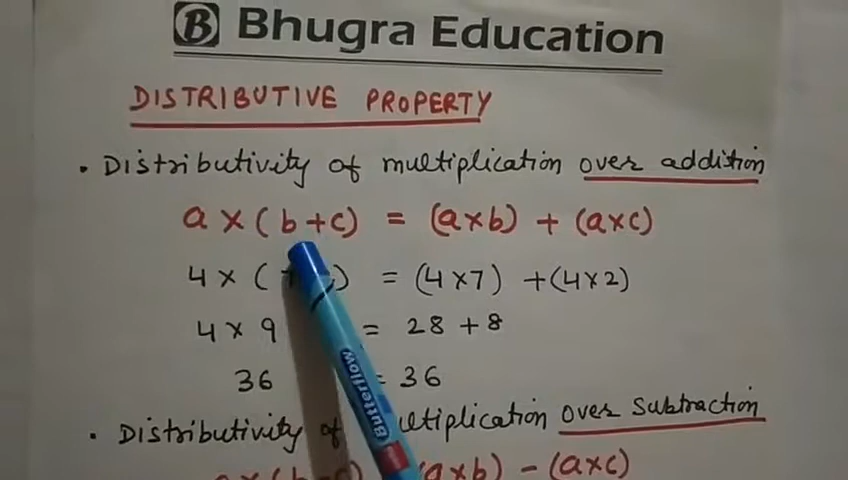 B Bhugra Education
DISTRIBUTIVE PROPERTY
• Distributivity of multiplication over addition
a × (b+c) = (a×b) + (a×c)
4 × ( ) = (4×7) +(4×2)
4 × 9 = 28 + 8
36 = 36
• Distributivity of over Subtraction
(a×b) - (a×c)
Butterflow